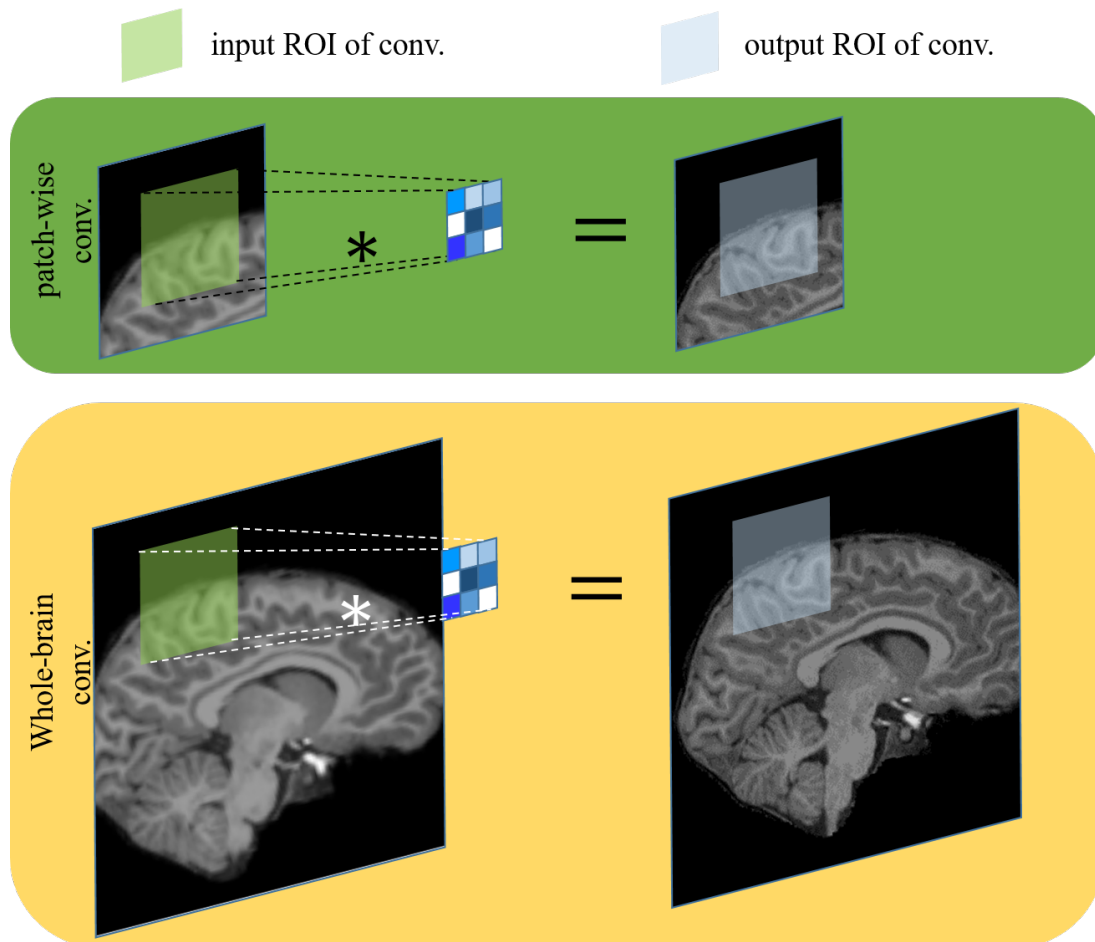 input ROI of conv.
output ROI of conv.
patch-wise
conv.
*
=
Whole-brain
conv.
*
=